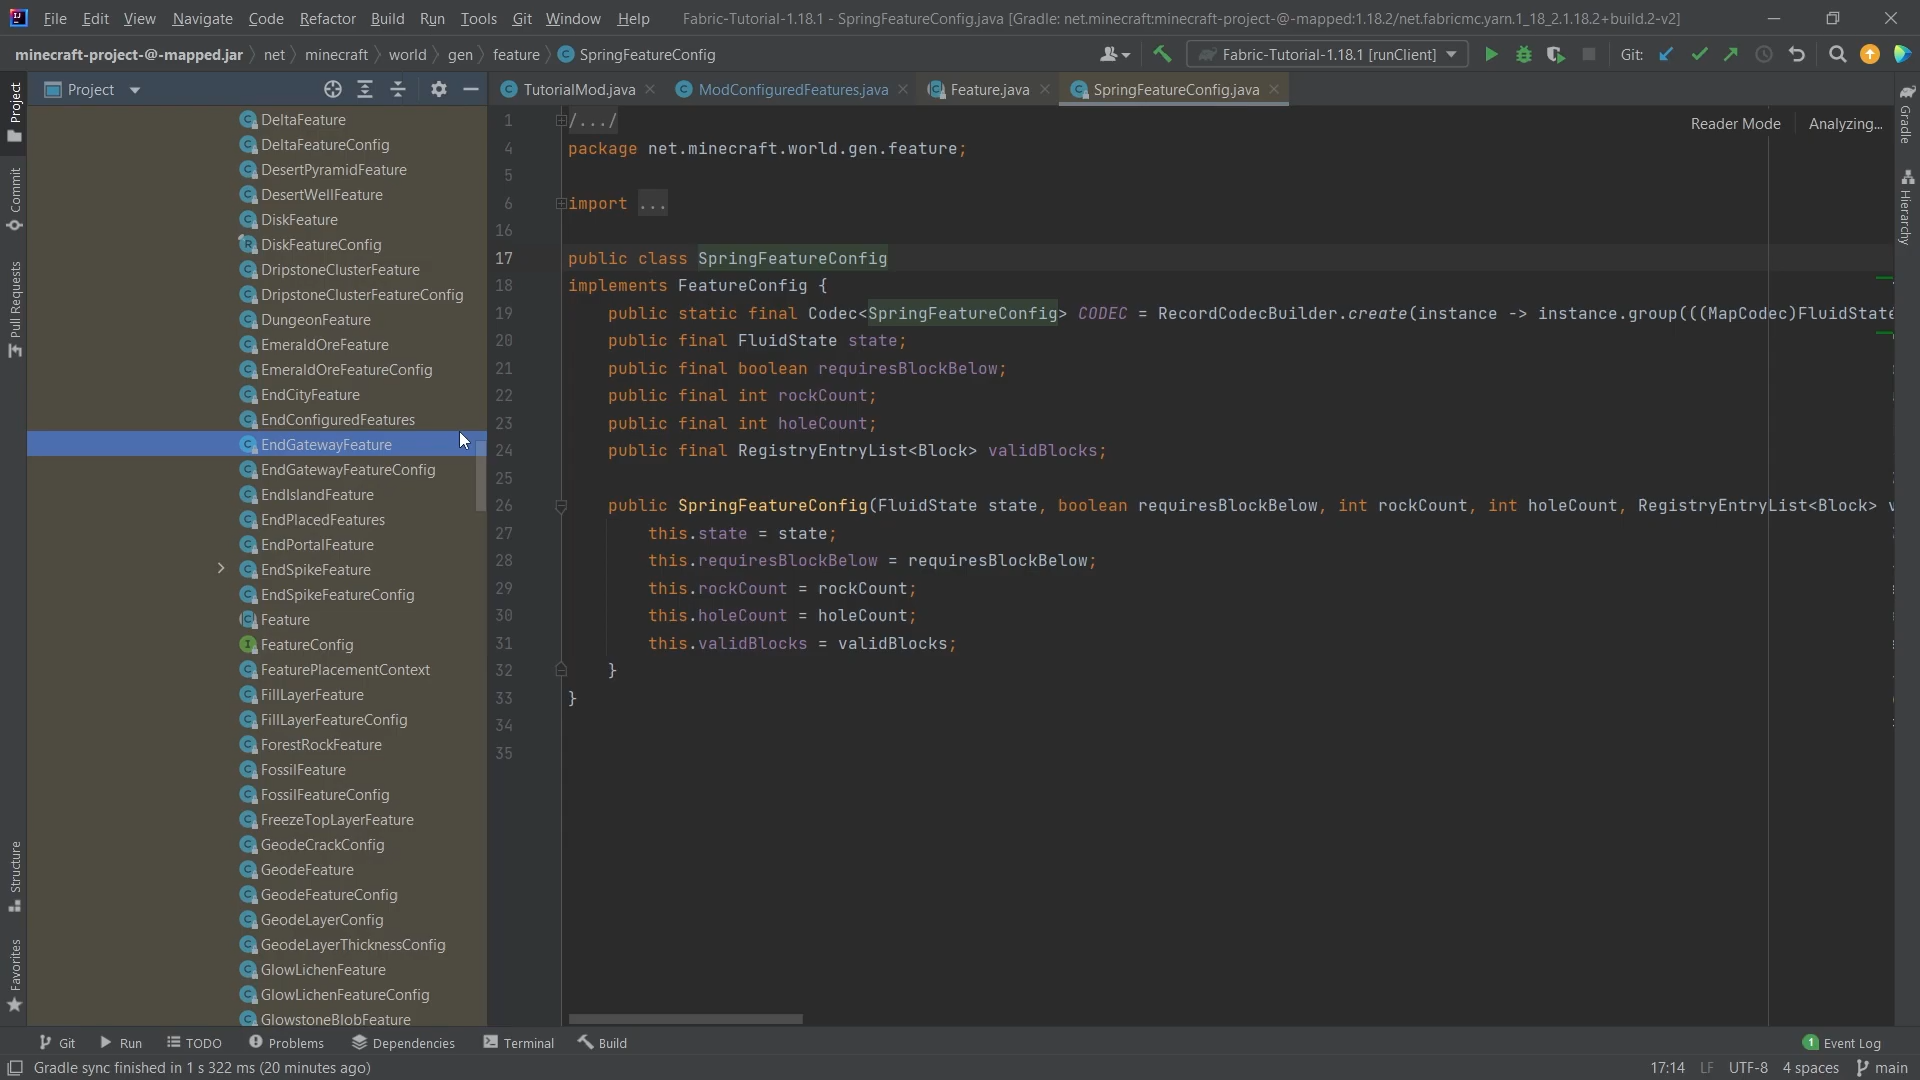 File Edit View Navigate Code Refactor Build Run Tools Git Window Help Fabric-Tutorial-1.18.1 - SpringFeatureConfig.java [Gradle: net.minecraft:minecraft-project-@-mapped:1.18.2/net.fabricmc.yarn.1_18_2.1.18.2+build.2-v2]
minecraft-project-@-mapped.jar net minecraft world gen feature SpringFeatureConfig Fabric-Tutorial-1.18.1 [runClient] Git:
Project TutorialMod.java ModConfiguredFeatures.java Feature.java SpringFeatureConfig.java
Project
Commit
Pull Requests
Structure
Favorites
DeltaFeature
DeltaFeatureConfig
DesertPyramidFeature
DesertWellFeature
DiskFeature
DiskFeatureConfig
DripstoneClusterFeature
DripstoneClusterFeatureConfig
DungeonFeature
EmeraldOreFeature
EmeraldOreFeatureConfig
EndCityFeature
EndConfiguredFeatures
EndGatewayFeature
EndGatewayFeatureConfig
EndIslandFeature
EndPlacedFeatures
EndPortalFeature
EndSpikeFeature
EndSpikeFeatureConfig
Feature
FeatureConfig
FeaturePlacementContext
FillLayerFeature
FillLayerFeatureConfig
ForestRockFeature
FossilFeature
FossilFeatureConfig
FreezeTopLayerFeature
GeodeCrackConfig
GeodeFeature
GeodeFeatureConfig
GeodeLayerConfig
GeodeLayerThicknessConfig
GlowLichenFeature
GlowLichenFeatureConfig
GlowstoneBlobFeature
Reader Mode Analyzing...
1 /.../
4 package net.minecraft.world.gen.feature;
5
6 import ...
16
17 public class SpringFeatureConfig
18 implements FeatureConfig {
19 public static final Codec<SpringFeatureConfig> CODEC = RecordCodecBuilder.create(instance -> instance.group(((MapCodec)FluidState
20 public final FluidState state;
21 public final boolean requiresBlockBelow;
22 public final int rockCount;
23 public final int holeCount;
24 public final RegistryEntryList<Block> validBlocks;
25
26 public SpringFeatureConfig(FluidState state, boolean requiresBlockBelow, int rockCount, int holeCount, RegistryEntryList<Block> v
27 this.state = state;
28 this.requiresBlockBelow = requiresBlockBelow;
29 this.rockCount = rockCount;
30 this.holeCount = holeCount;
31 this.validBlocks = validBlocks;
32 }
33 }
34
35
Gradle
Hierarchy
Git Run TODO Problems Dependencies Terminal Build 1 Event Log
Gradle sync finished in 1 s 322 ms (20 minutes ago) 17:14 LF UTF-8 4 spaces main